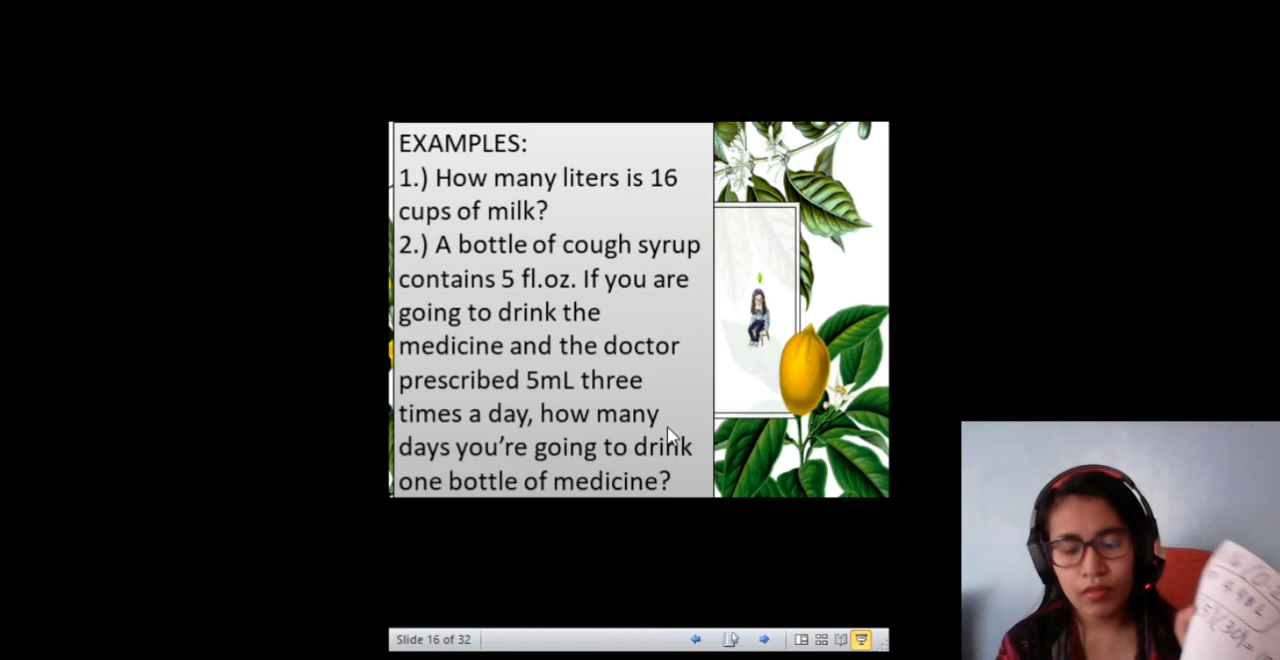 EXAMPLES:
1.) How many liters is 16
cups of milk?
2.) A bottle of cough syrup
contains 5 fl.oz. If you are
going to drink the
medicine and the doctor
prescribed 5mL three
times a day, how many
days you’re going to drink
one bottle of medicine?
Slide 16 of 32